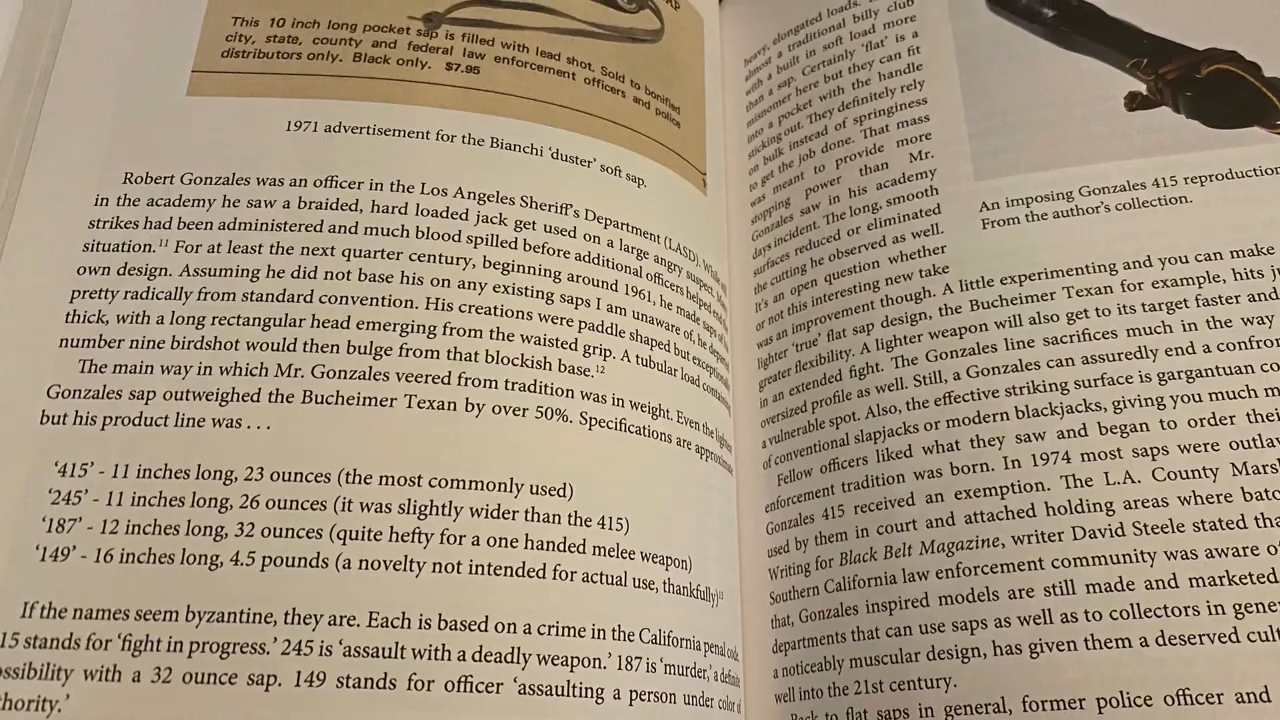 This 10 inch long pocket sap is filled with lead shot. Sold to bonified
city, state, county and federal law enforcement officers and police
distributors only. Black only. $7.95
1971 advertisement for the Bianchi ‘duster’ soft sap.
Robert Gonzales was an officer in the Los Angeles Sheriff’s Department (LASD). While
in the academy he saw a braided, hard loaded jack get used on a large angry suspect. Many
strikes had been administered and much blood spilled before additional officers helped end the
situation.¹¹ For at least the next quarter century, beginning around 1961, he made saps of his
own design. Assuming he did not base his on any existing saps I am unaware of, he departed
pretty radically from standard convention. His creations were paddle shaped but exceptionally
thick, with a long rectangular head emerging from the waisted grip. A tubular load containing
number nine birdshot would then bulge from that blockish base.¹²
The main way in which Mr. Gonzales veered from tradition was in weight. Even the lightest
Gonzales sap outweighed the Bucheimer Texan by over 50%. Specifications are approximate
but his product line was . . .
‘415’ - 11 inches long, 23 ounces (the most commonly used)
‘245’ - 11 inches long, 26 ounces (it was slightly wider than the 415)
‘187’ - 12 inches long, 32 ounces (quite hefty for a one handed melee weapon)
‘149’ - 16 inches long, 4.5 pounds (a novelty not intended for actual use, thankfully)¹³
If the names seem byzantine, they are. Each is based on a crime in the California penal code.
15 stands for ‘fight in progress.’ 245 is ‘assault with a deadly weapon.’ 187 is ‘murder,’ a definite
ossibility with a 32 ounce sap. 149 stands for officer ‘assaulting a person under color of
thority.’
heavy, elongated loads.
almost a traditional billy club
with a built in soft load more
than a sap. Certainly ‘flat’ is a
misnomer here but they can fit
into a pocket with the handle
sticking out. They definitely rely
on bulk instead of springiness
to get the job done. That mass
was meant to provide more
stopping power than Mr.
Gonzales saw in his academy
days incident. The long, smooth
surfaces reduced or eliminated
the cutting he observed as well.
It’s an open question whether
or not this interesting new take
An imposing Gonzales 415 reproduction
From the author’s collection.
was an improvement though. A little experimenting and you can make
lighter ‘true’ flat sap design, the Bucheimer Texan for example, hits
greater flexibility. A lighter weapon will also get to its target faster and
in an extended fight. The Gonzales line sacrifices much in the way
oversized profile as well. Still, a Gonzales can assuredly end a confron
a vulnerable spot. Also, the effective striking surface is gargantuan co
of conventional slapjacks or modern blackjacks, giving you much m
Fellow officers liked what they saw and began to order the
enforcement tradition was born. In 1974 most saps were outla
Gonzales 415 received an exemption. The L.A. County Mars
used by them in court and attached holding areas where bato
Writing for Black Belt Magazine, writer David Steele stated tha
Southern California law enforcement community was aware o
that, Gonzales inspired models are still made and marketed
departments that can use saps as well as to collectors in gene
a noticeably muscular design, has given them a deserved cul
well into the 21st century.
Back to flat saps in general, former police officer and